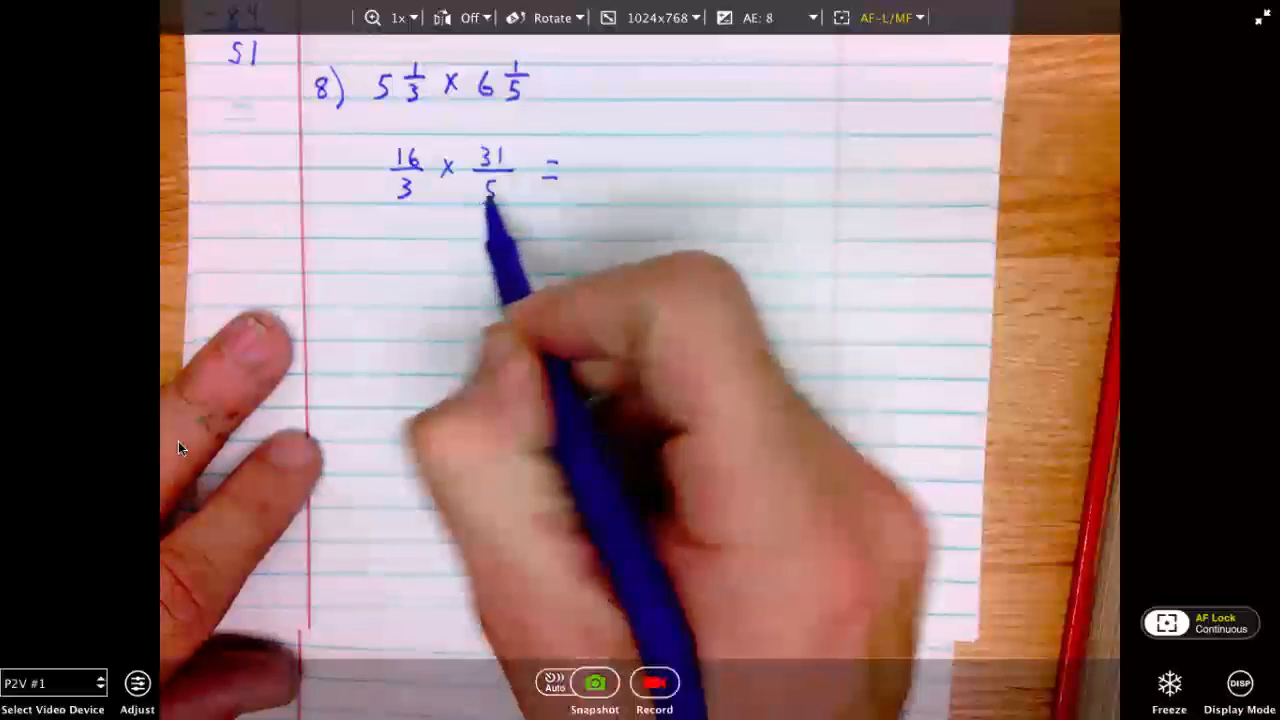 1x Off Rotate 1024x768 AE: 8 AF-L/MF
51
8) 5 1/3 x 6 1/5
16/3 x 31/5 =
AF Lock
Continuous
P2V #1
Select Video Device
Adjust
Auto
Snapshot
Record
Freeze
DISP
Display Mode